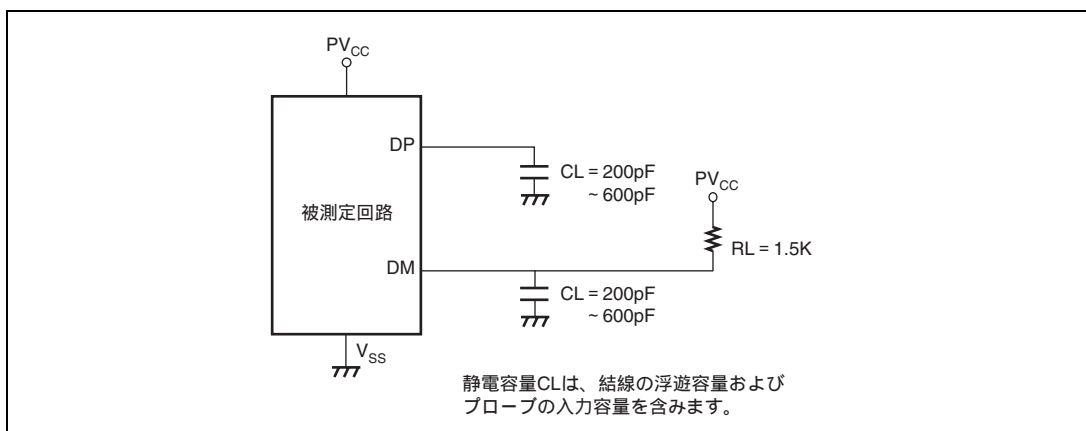 PVCC
DP
CL = 200pF
~ 600pF
PVCC
被測定回路
RL = 1.5K
DM
CL = 200pF
~ 600pF
VSS
静電容量CLは、結線の浮遊容量および
プローブの入力容量を含みます。